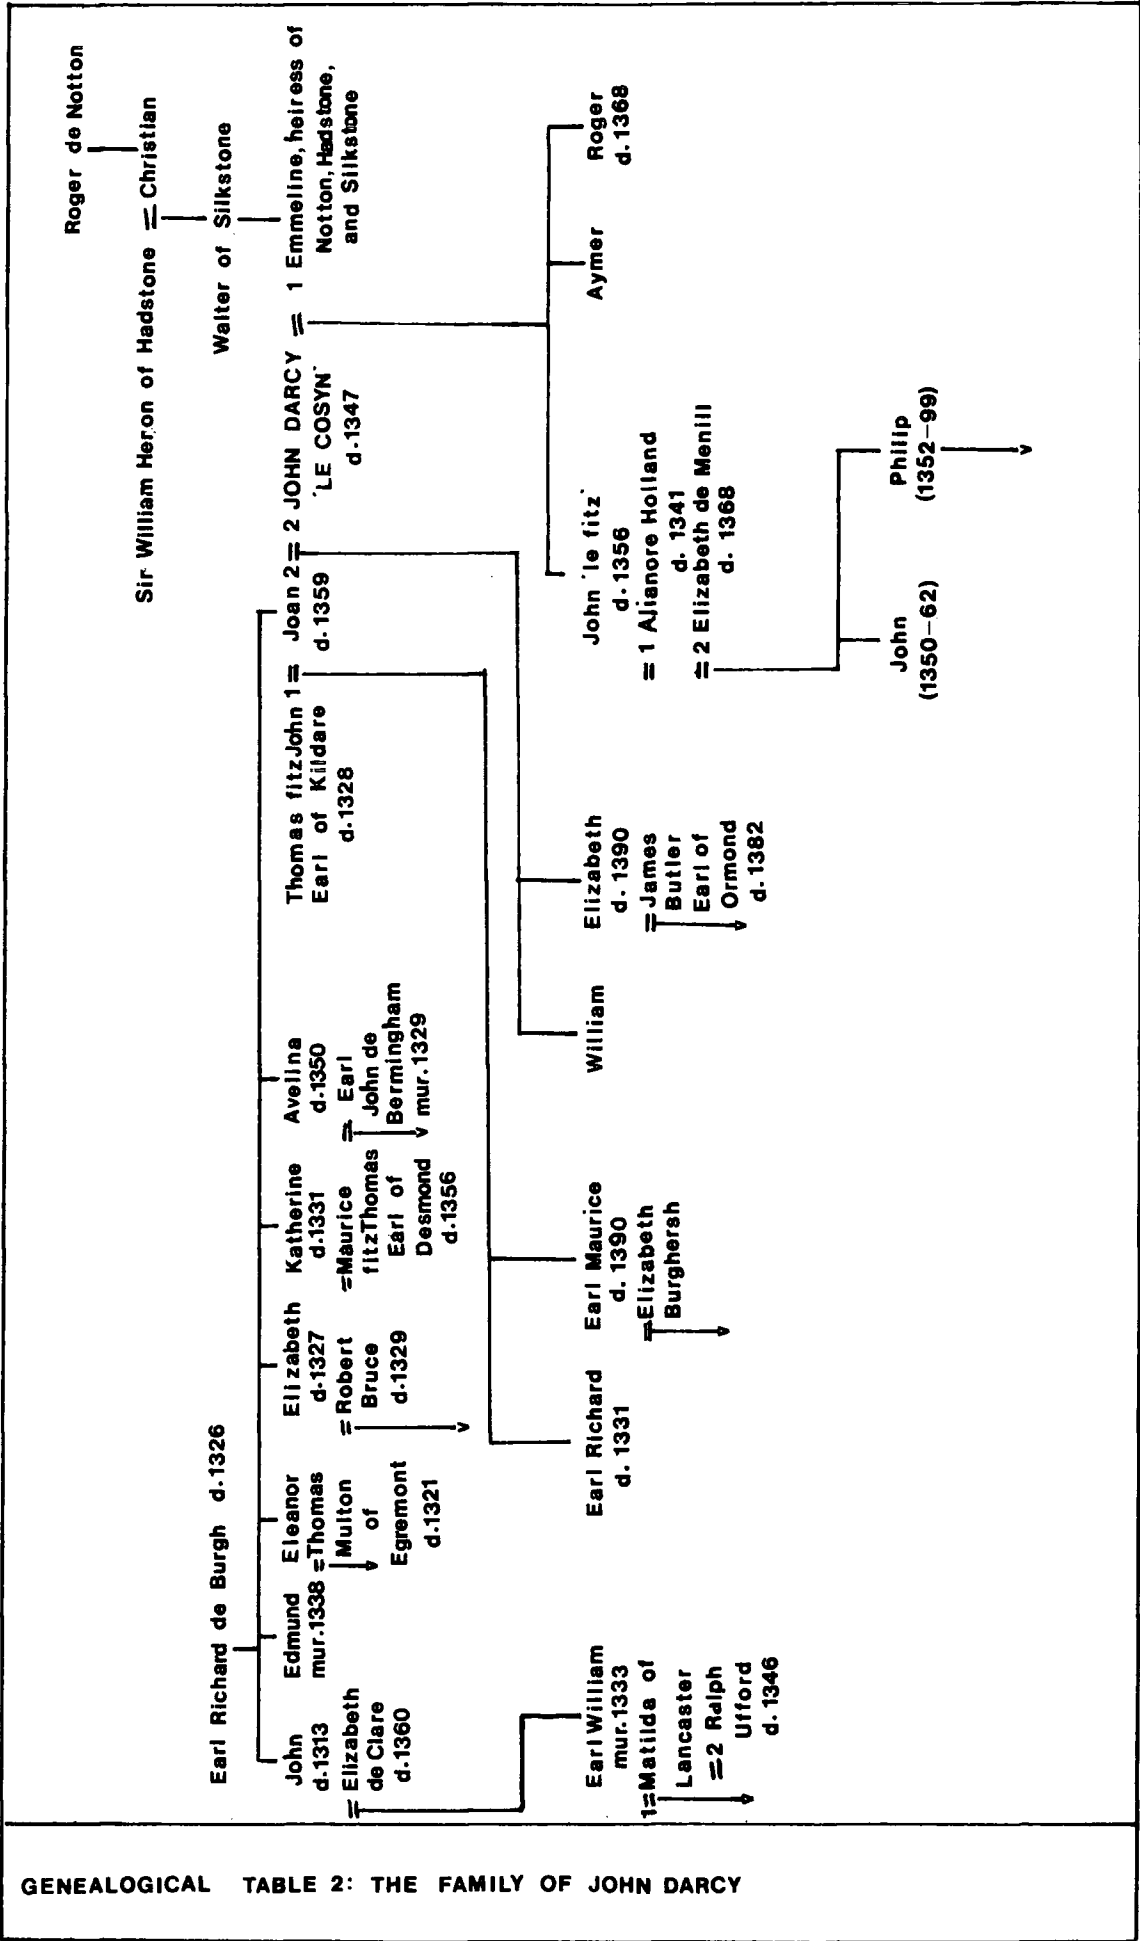 GENEALOGICAL TABLE 2: THE FAMILY OF JOHN DARCY
Roger de Notton
Sir William Heron of Hadstone = Christian
Walter of Silkstone
Earl Richard de Burgh d.1326
John
d.1313
= Elizabeth
de Clare
d.1360
Edmund
mur.1338
Eleanor
=Thomas
Multon
of
Egremont
d.1321
Elizabeth
d.1327
=Robert
Bruce
d.1329
Katherine
d.1331
=Maurice
fitzThomas
Earl of
Desmond
d.1356
Avelina
d.1350
= Earl
John de
Bermingham
mur.1329
Thomas fitzJohn 1= Joan 2= 2 JOHN DARCY = 1 Emmeline, heiress of
Earl of Kildare
d.1328
d.1359
'LE COSYN'
d.1347
Notton, Hadstone,
and Silkstone
Earl William
mur.1333
1=Matilda of
Lancaster
=2 Ralph
Ufford
d.1346
Earl Richard
d. 1331
Earl Maurice
d. 1390
=Elizabeth
Burghersh
William
Elizabeth
d. 1390
=James
Butler
Earl of
Ormond
d.1382
John 'le fitz'
d.1356
= 1 Alianore Holland
d. 1341
= 2 Elizabeth de Menill
d. 1368
Aymer
Roger
d.1368
John
(1350-62)
Philip
(1352-99)